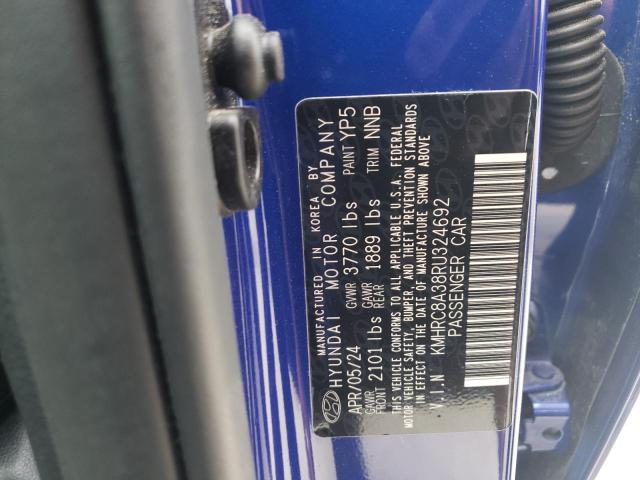 MANUFACTURED IN KOREA BY
HYUNDAI MOTOR COMPANY
APR/05/24 GVWR 3770 lbs PAINT YP5
GAWR FRONT 2101lbs GAWR REAR 1889 lbs TRIM NNB
THIS VEHICLE CONFORMS TO ALL APPLICABLE U.S.A. FEDERAL
MOTOR VEHICLE SAFETY, BUMPER, AND THEFT PREVENTION STANDARDS
IN EFFECT ON THE DATE OF MANUFACTURE SHOWN ABOVE
V.I.N KMHRC8A38RU324692
PASSENGER CAR